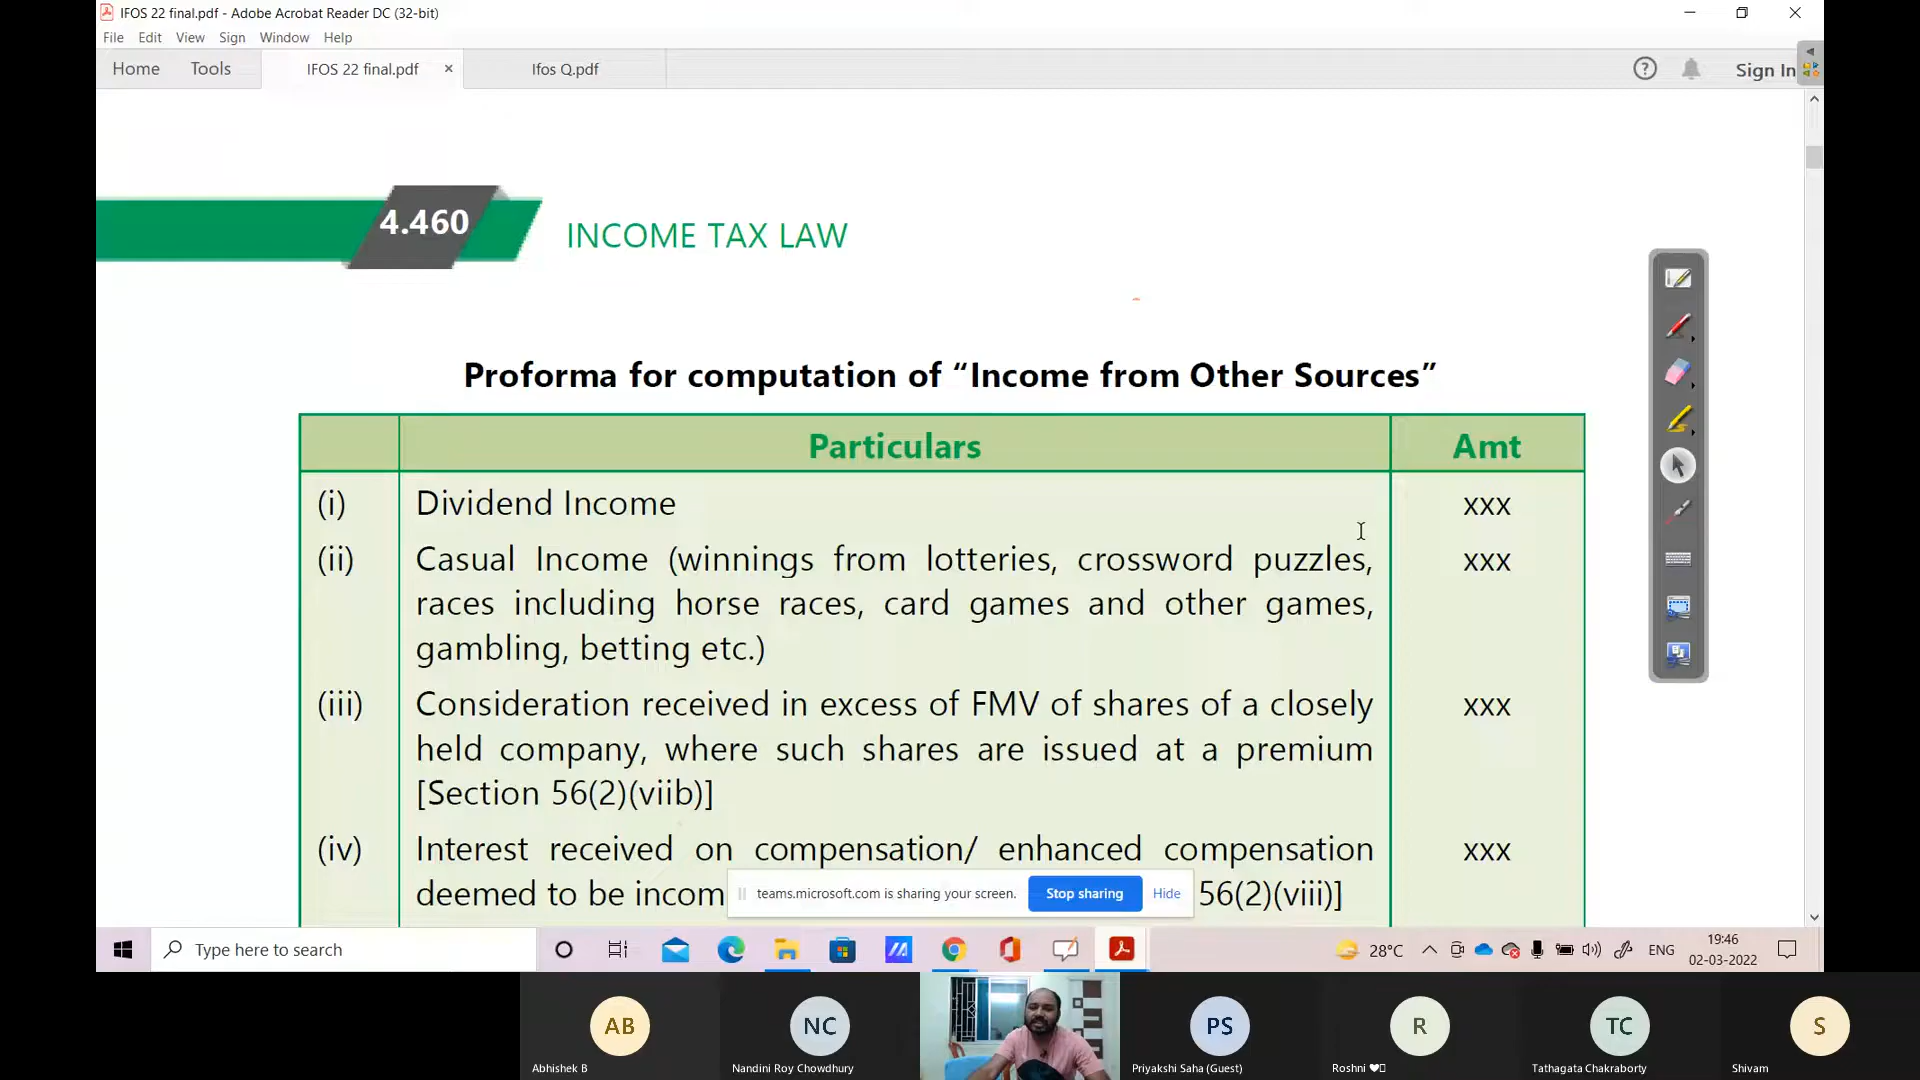 IFOS 22 final.pdf - Adobe Acrobat Reader DC (32-bit)
File Edit View Sign Window Help
Home Tools IFOS 22 final.pdf × Ifos Q.pdf Sign In
4.460 INCOME TAX LAW
Proforma for computation of “Income from Other Sources”
Particulars Amt
(i) Dividend Income xxx
(ii) Casual Income (winnings from lotteries, crossword puzzles, xxx
races including horse races, card games and other games,
gambling, betting etc.)
(iii) Consideration received in excess of FMV of shares of a closely xxx
held company, where such shares are issued at a premium
[Section 56(2)(viib)]
(iv) Interest received on compensation/ enhanced compensation xxx
deemed to be incom 56(2)(viii)]
teams.microsoft.com is sharing your screen. Stop sharing Hide
Type here to search 28°C ENG 19:46
02-03-2022
AB NC PS R TC S
Abhishek B Nandini Roy Chowdhury Priyakshi Saha (Guest) Roshni Tathagata Chakraborty Shivam